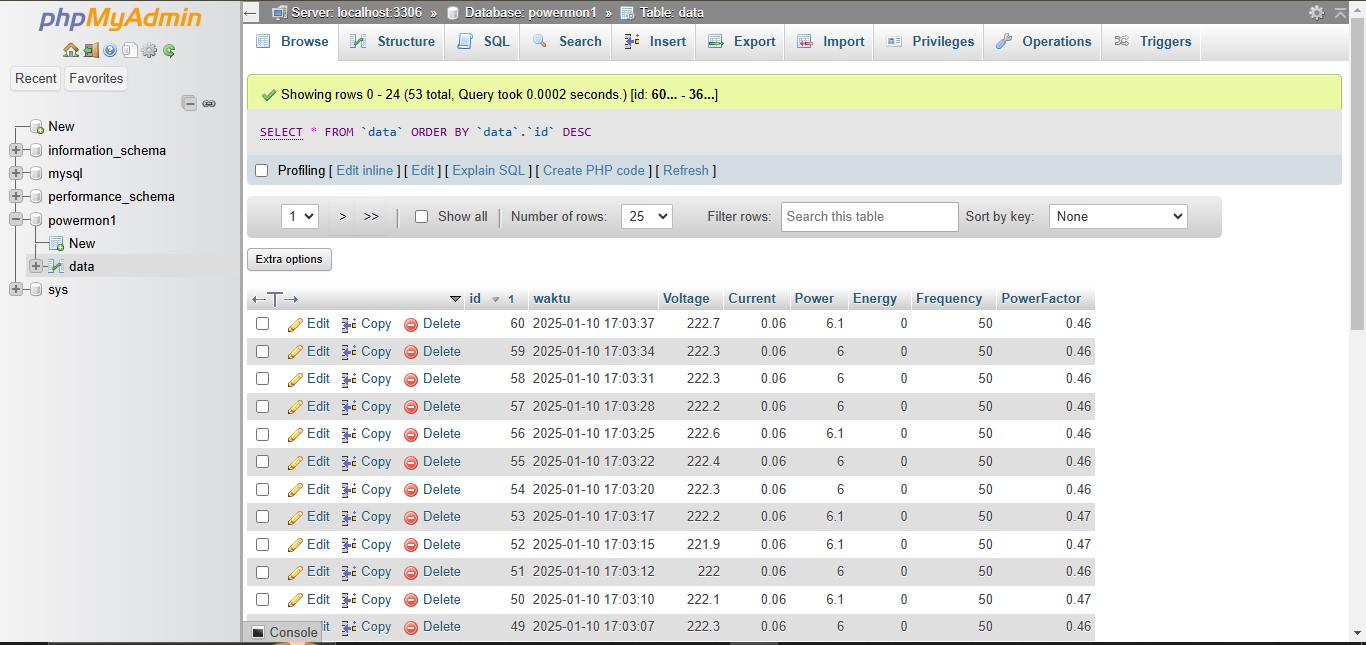 phpMyAdmin
Recent Favorites
New
information_schema
mysql
performance_schema
powermon1
New
data
sys
Server: localhost:3306 » Database: powermon1 » Table: data
Browse Structure SQL Search Insert Export Import Privileges Operations Triggers
Showing rows 0 - 24 (53 total, Query took 0.0002 seconds.) [id: 60... - 36...]
SELECT * FROM `data` ORDER BY `data`.`id` DESC
Profiling [ Edit inline ] [ Edit ] [ Explain SQL ] [ Create PHP code ] [ Refresh ]
1 > >> Show all Number of rows: 25 Filter rows: Search this table Sort by key: None
Extra options
id 1 waktu Voltage Current Power Energy Frequency PowerFactor
Edit Copy Delete 60 2025-01-10 17:03:37 222.7 0.06 6.1 0 50 0.46
Edit Copy Delete 59 2025-01-10 17:03:34 222.3 0.06 6 0 50 0.46
Edit Copy Delete 58 2025-01-10 17:03:31 222.3 0.06 6 0 50 0.46
Edit Copy Delete 57 2025-01-10 17:03:28 222.2 0.06 6 0 50 0.46
Edit Copy Delete 56 2025-01-10 17:03:25 222.6 0.06 6.1 0 50 0.46
Edit Copy Delete 55 2025-01-10 17:03:22 222.4 0.06 6 0 50 0.46
Edit Copy Delete 54 2025-01-10 17:03:20 222.3 0.06 6 0 50 0.46
Edit Copy Delete 53 2025-01-10 17:03:17 222.2 0.06 6.1 0 50 0.47
Edit Copy Delete 52 2025-01-10 17:03:15 221.9 0.06 6.1 0 50 0.47
Edit Copy Delete 51 2025-01-10 17:03:12 222 0.06 6 0 50 0.46
Edit Copy Delete 50 2025-01-10 17:03:10 222.1 0.06 6.1 0 50 0.47
Console Copy Delete 49 2025-01-10 17:03:07 222.3 0.06 6 0 50 0.46